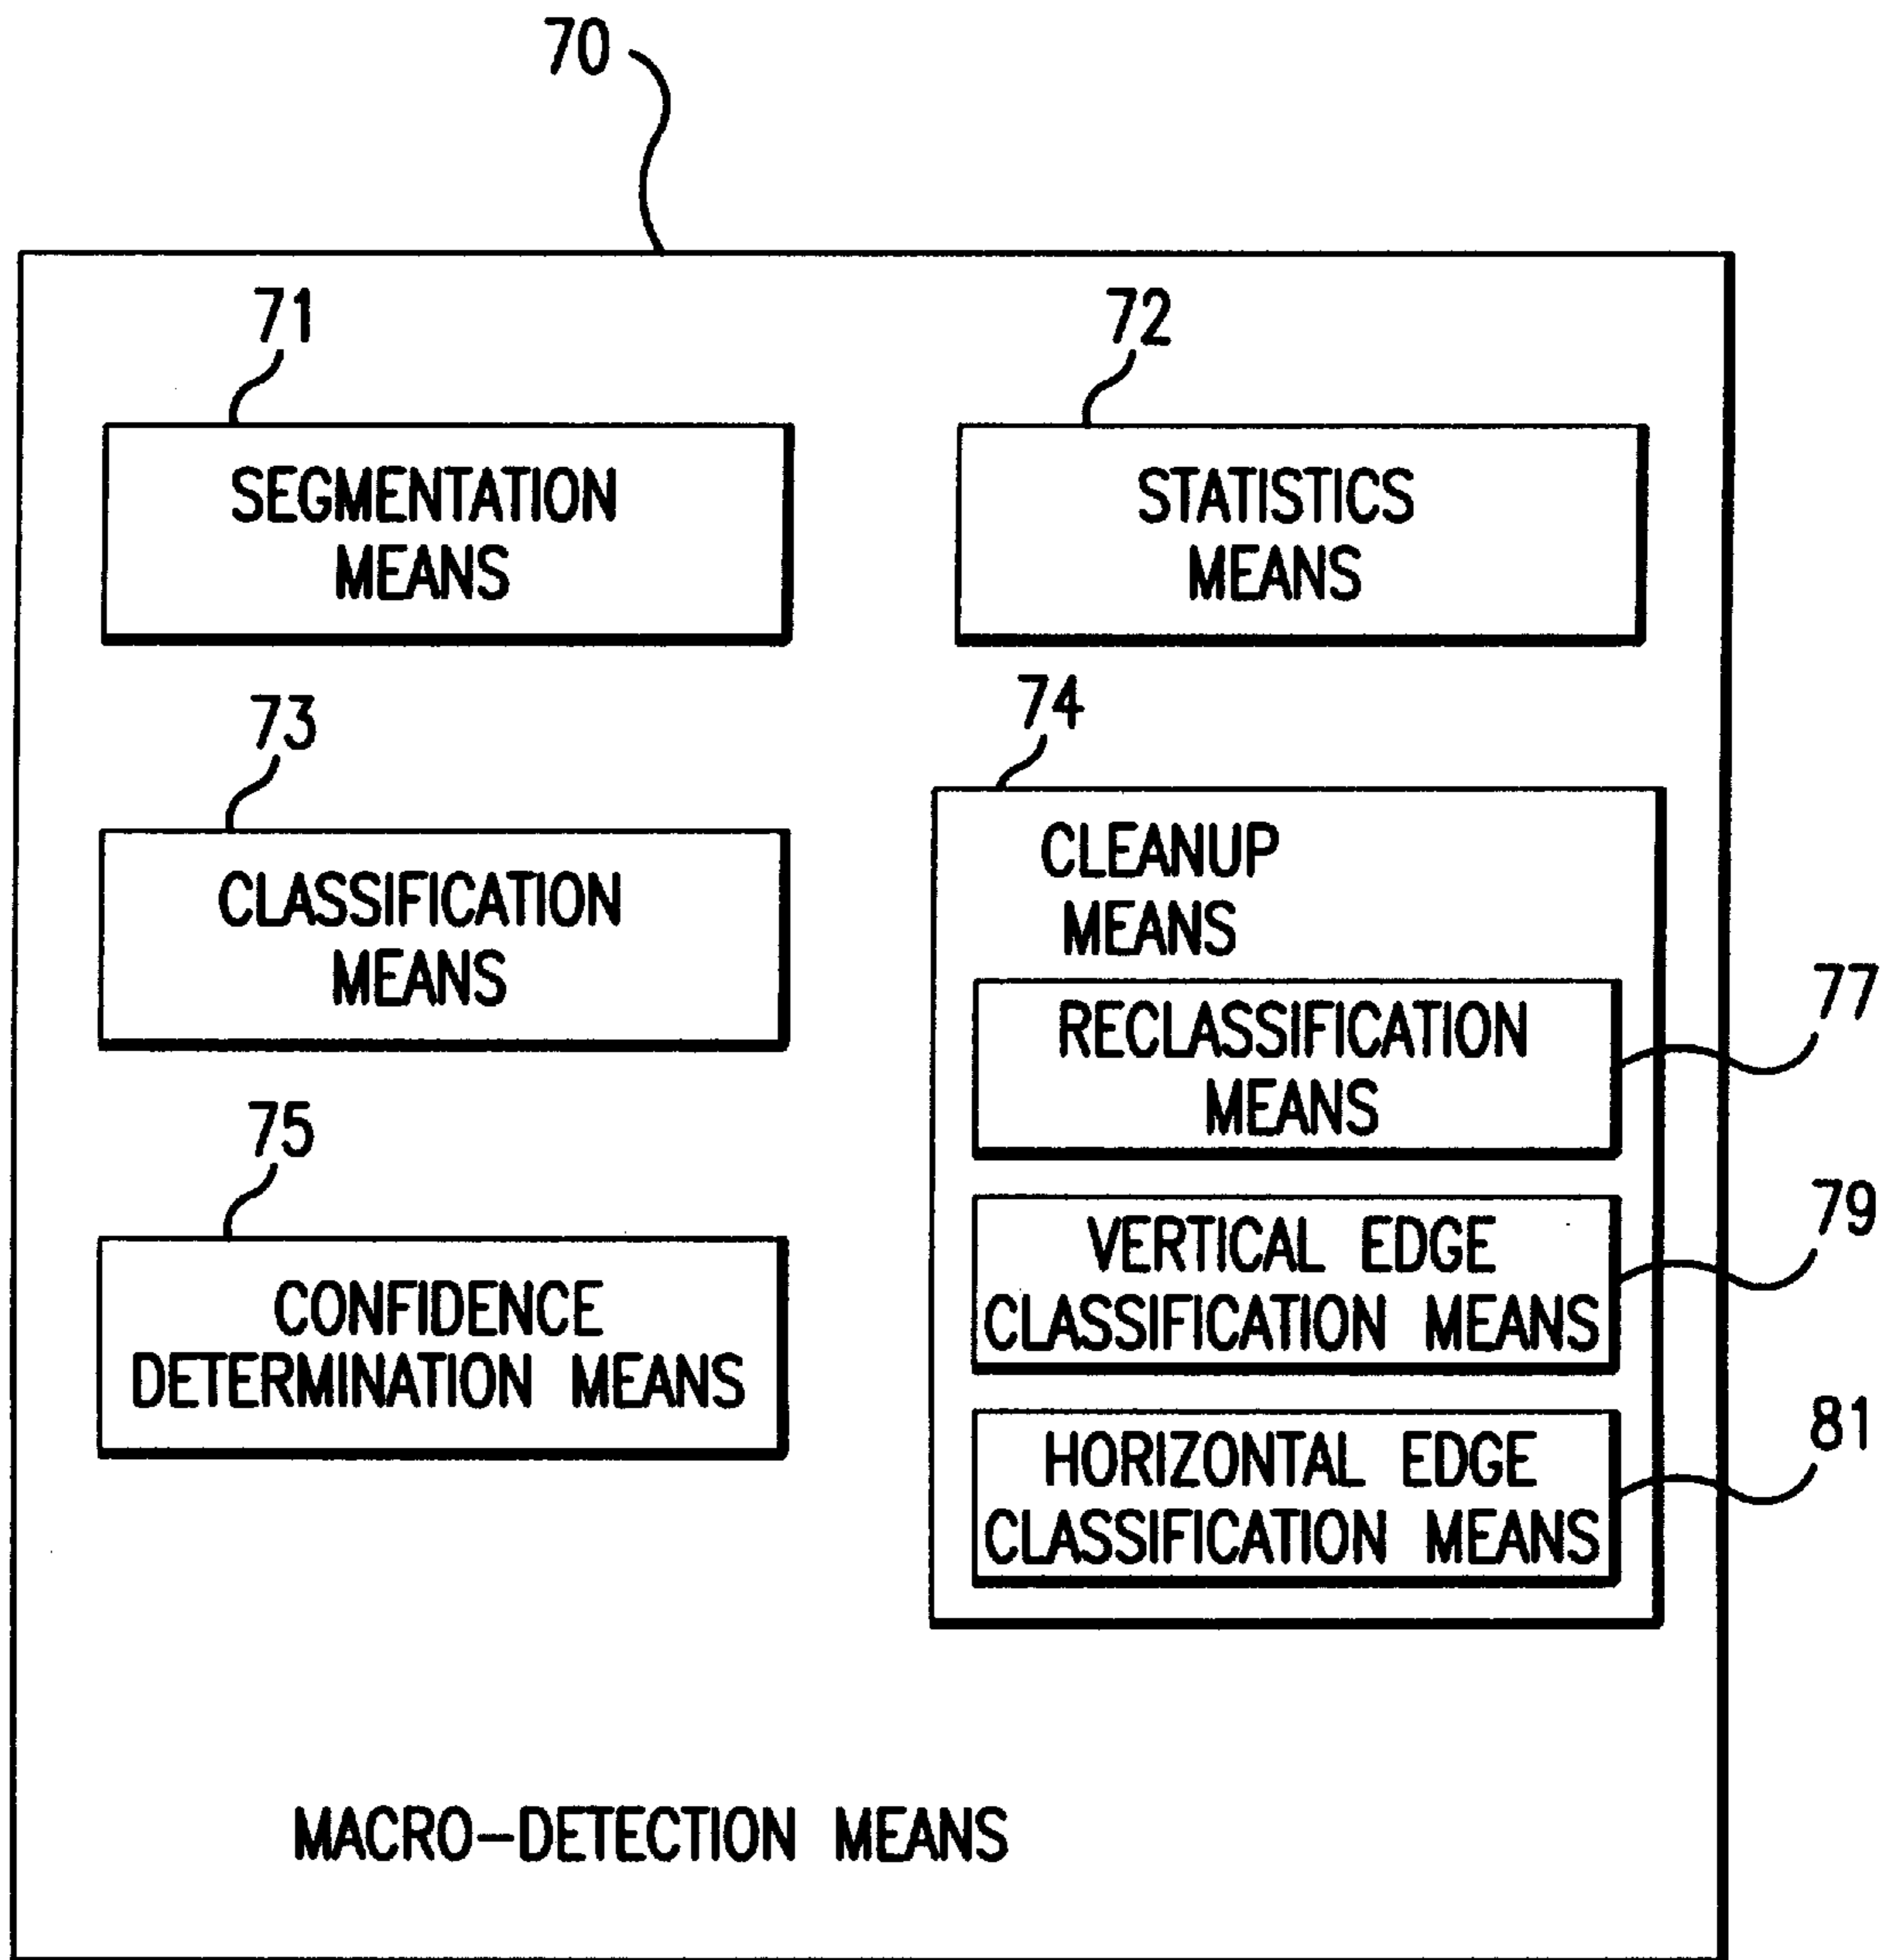 70
71
72
SEGMENTATION
MEANS
STATISTICS
MEANS
73
74
CLASSIFICATION
MEANS
CLEANUP
MEANS
RECLASSIFICATION
MEANS
77
75
CONFIDENCE
DETERMINATION MEANS
VERTICAL EDGE
CLASSIFICATION MEANS
79
HORIZONTAL EDGE
CLASSIFICATION MEANS
81
MACRO-DETECTION MEANS